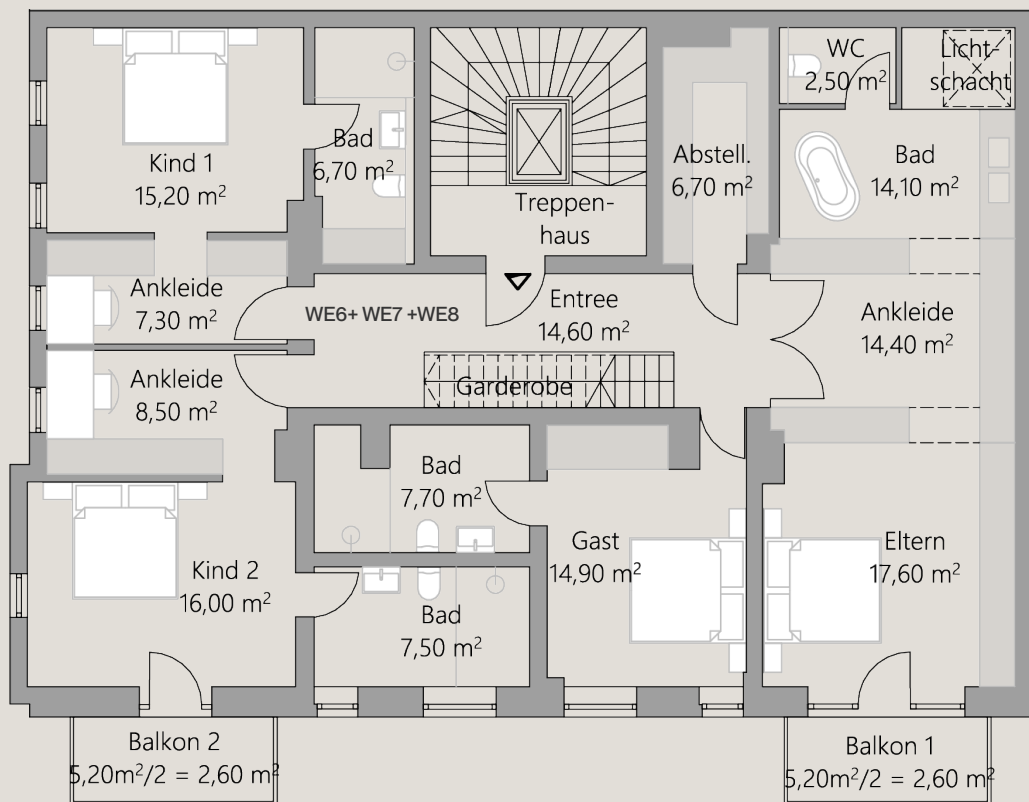 WC
2,50 m²
Licht-
schacht
Kind 1
15,20 m²
Bad
6,70 m²
Treppen-
haus
Abstell.
6,70 m²
Bad
14,10 m²
Ankleide
7,30 m²
WE6+ WE7 +WE8
Entree
14,60 m²
Ankleide
14,40 m²
Ankleide
8,50 m²
Garderobe
Bad
7,70 m²
Kind 2
16,00 m²
Gast
14,90 m²
Eltern
17,60 m²
Bad
7,50 m²
Balkon 2
5,20m²/2 = 2,60 m²
Balkon 1
5,20m²/2 = 2,60 m²